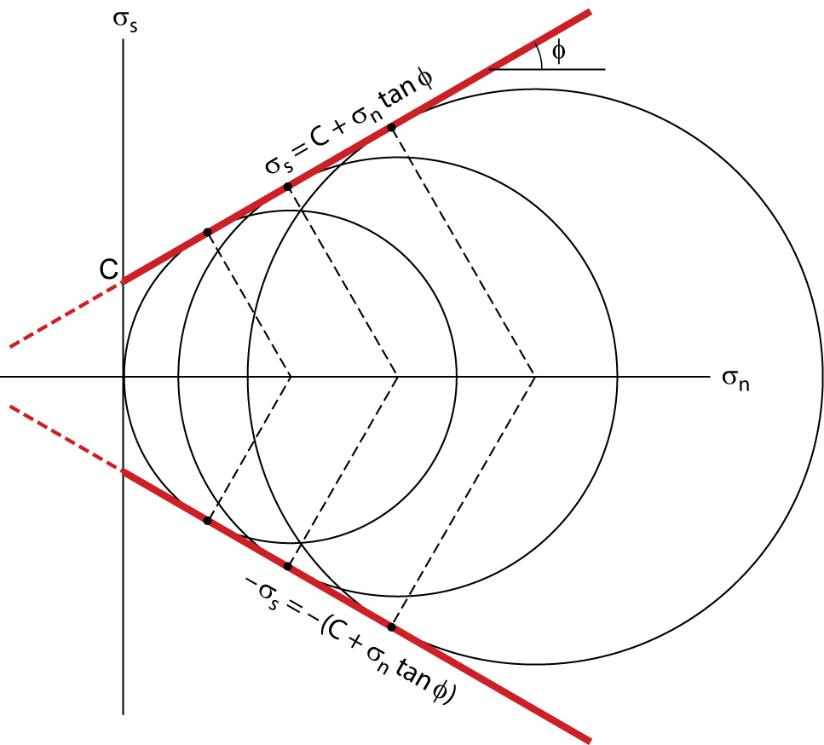 σs
ϕ
σs = C + σn tan ϕ
C
σn
−σs = −(C + σn tan ϕ)